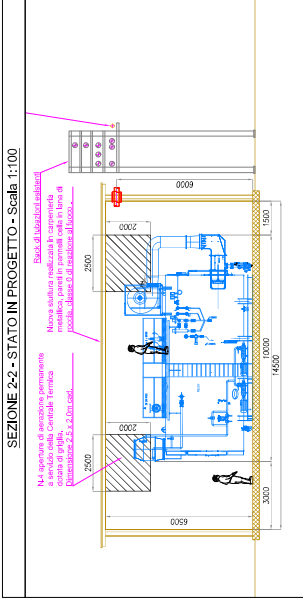 SEZIONE 2-2 - STATO IN PROGETTO - Scala 1:100
N.4 aperture di aerazione permanente
a servizio della Centrale Termica
dotata di griglia.
Dimensione 2.5 x 2.0m cad.
Nuova struttura realizzata in carpenteria
metallica, pareti in pannelli cella in lana di
roccia, classe 0 di reazione al fuoco.
Rack di tubazioni esistenti
2500
2000
2500
2000
6500
6000
3000
10000
1500
14500